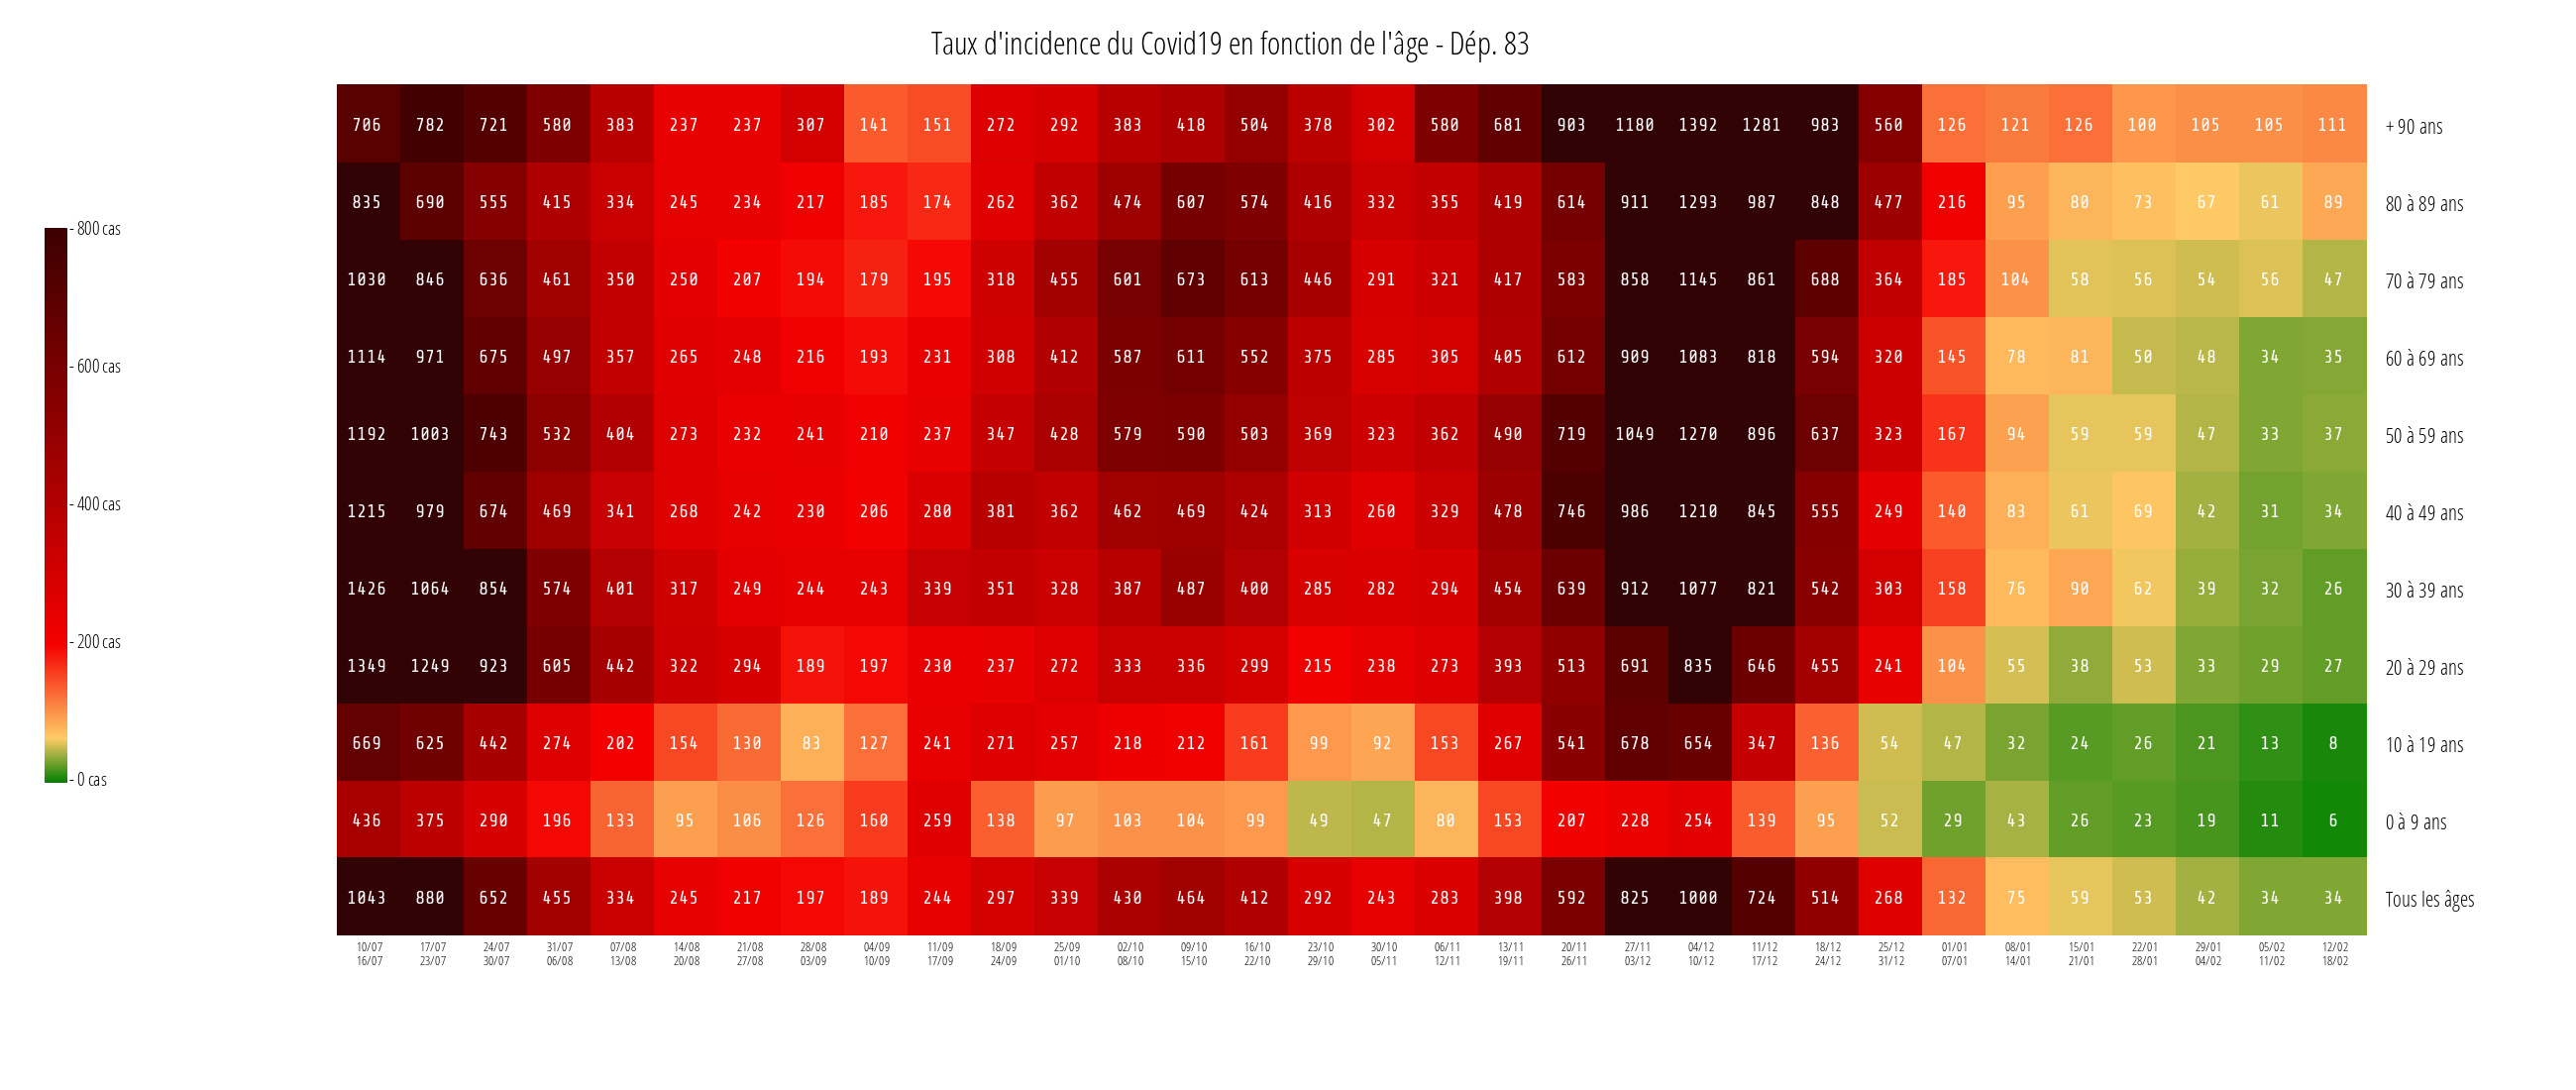 Taux d'incidence du Covid19 en fonction de l'âge - Dép. 83
- 800 cas
- 600 cas
- 400 cas
- 200 cas
- 0 cas
706 782 721 580 383 237 237 307 141 151 272 292 383 418 504 378 302 580 681 903 1180 1392 1281 983 560 126 121 126 100 105 105 111 + 90 ans
835 690 555 415 334 245 234 217 185 174 262 362 474 607 574 416 332 355 419 614 911 1293 987 848 477 216 95 80 73 67 61 89 80 à 89 ans
1030 846 636 461 350 250 207 194 179 195 318 455 601 673 613 446 291 321 417 583 858 1145 861 688 364 185 104 58 56 54 56 47 70 à 79 ans
1114 971 675 497 357 265 248 216 193 231 308 412 587 611 552 375 285 305 405 612 909 1083 818 594 320 145 78 81 50 48 34 35 60 à 69 ans
1192 1003 743 532 404 273 232 241 210 237 347 428 579 590 503 369 323 362 490 719 1049 1270 896 637 323 167 94 59 59 47 33 37 50 à 59 ans
1215 979 674 469 341 268 242 230 206 280 381 362 462 469 424 313 260 329 478 746 986 1210 845 555 249 140 83 61 69 42 31 34 40 à 49 ans
1426 1064 854 574 401 317 249 244 243 339 351 328 387 487 400 285 282 294 454 639 912 1077 821 542 303 158 76 90 62 39 32 26 30 à 39 ans
1349 1249 923 605 442 322 294 189 197 230 237 272 333 336 299 215 238 273 393 513 691 835 646 455 241 104 55 38 53 33 29 27 20 à 29 ans
669 625 442 274 202 154 130 83 127 241 271 257 218 212 161 99 92 153 267 541 678 654 347 136 54 47 32 24 26 21 13 8 10 à 19 ans
436 375 290 196 133 95 106 126 160 259 138 97 103 104 99 49 47 80 153 207 228 254 139 95 52 29 43 26 23 19 11 6 0 à 9 ans
1043 880 652 455 334 245 217 197 189 244 297 339 430 464 412 292 243 283 398 592 825 1000 724 514 268 132 75 59 53 42 34 34 Tous les âges
10/07 17/07 24/07 31/07 07/08 14/08 21/08 28/08 04/09 11/09 18/09 25/09 02/10 09/10 16/10 23/10 30/10 06/11 13/11 20/11 27/11 04/12 11/12 18/12 25/12 01/01 08/01 15/01 22/01 29/01 05/02 12/02
16/07 23/07 30/07 06/08 13/08 20/08 27/08 03/09 10/09 17/09 24/09 01/10 08/10 15/10 22/10 29/10 05/11 12/11 19/11 26/11 03/12 10/12 17/12 24/12 31/12 07/01 14/01 21/01 28/01 04/02 11/02 18/02